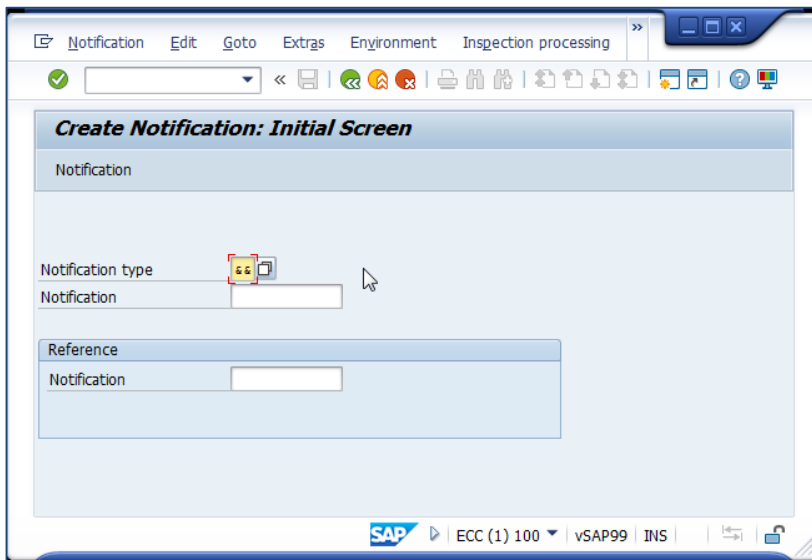 Notification Edit Goto Extras Environment Inspection processing »
«
Create Notification: Initial Screen
Notification
Notification type &&
Notification
Reference
Notification
SAP ECC (1) 100 vSAP99 INS